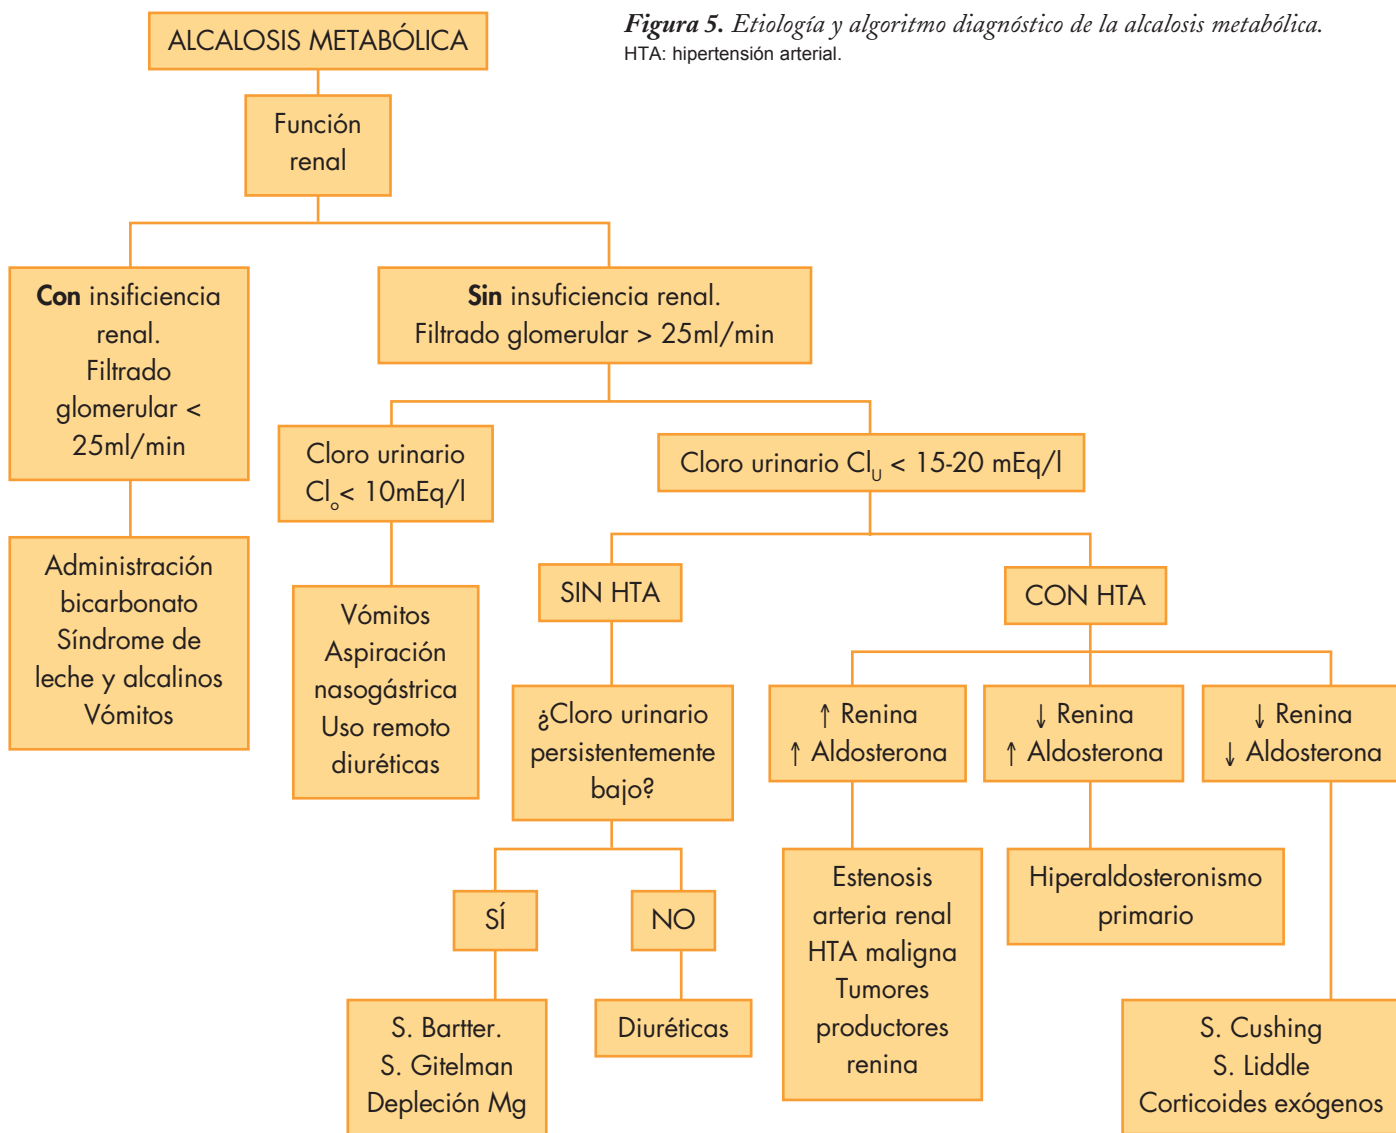 ALCALOSIS METABÓLICA
Figura 5. Etiología y algoritmo diagnóstico de la alcalosis metabólica.
HTA: hipertensión arterial.
Función
renal
Con insificiencia
renal.
Filtrado
glomerular <
25ml/min
Sin insuficiencia renal.
Filtrado glomerular > 25ml/min
Cloro urinario
Clo< 10mEq/l
Cloro urinario ClU < 15-20 mEq/l
Administración
bicarbonato
Síndrome de
leche y alcalinos
Vómitos
Vómitos
Aspiración
nasogástrica
Uso remoto
diuréticas
SIN HTA
CON HTA
¿Cloro urinario
persistentemente
bajo?
↑ Renina
↑ Aldosterona
↓ Renina
↑ Aldosterona
↓ Renina
↓ Aldosterona
SÍ
NO
Estenosis
arteria renal
HTA maligna
Tumores
productores
renina
Hiperaldosteronismo
primario
S. Bartter.
S. Gitelman
Depleción Mg
Diuréticas
S. Cushing
S. Liddle
Corticoides exógenos